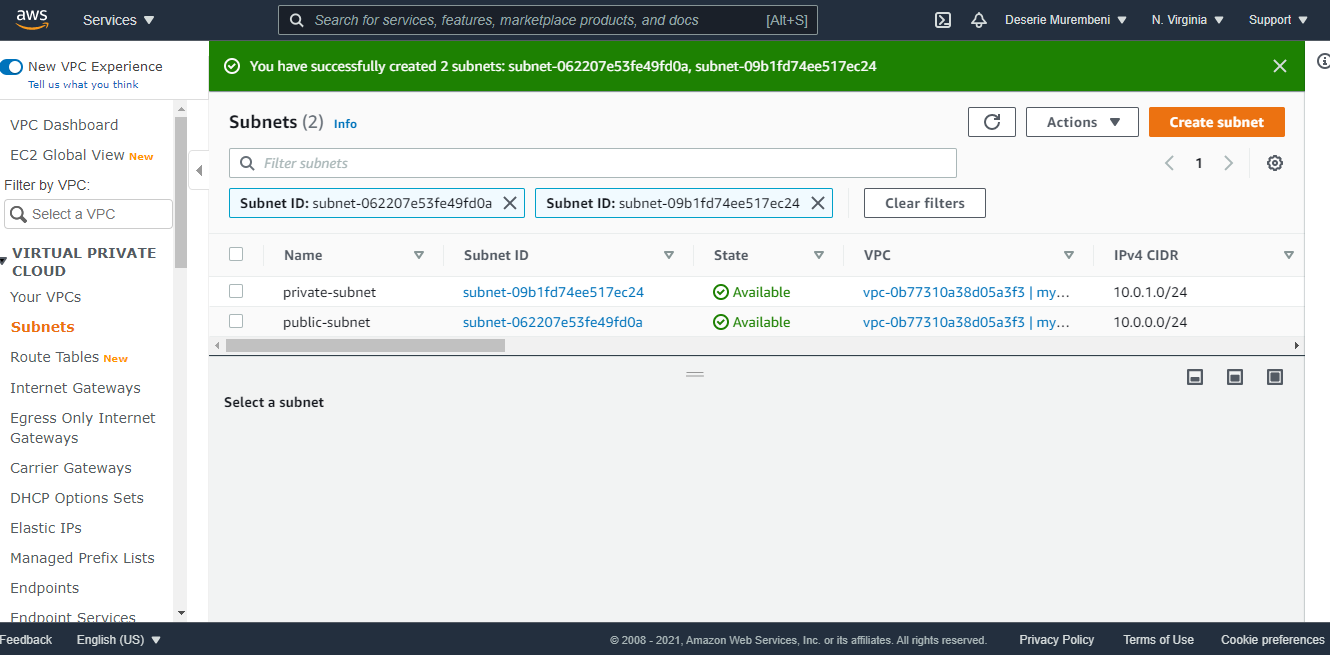 aws Services Search for services, features, marketplace products, and docs [Alt+S] Deserie Murembeni N. Virginia Support
New VPC Experience
Tell us what you think
VPC Dashboard
EC2 Global View New
Filter by VPC:
Select a VPC
VIRTUAL PRIVATE
CLOUD
Your VPCs
Subnets
Route Tables New
Internet Gateways
Egress Only Internet
Gateways
Carrier Gateways
DHCP Options Sets
Elastic IPs
Managed Prefix Lists
Endpoints
Endpoint Services
You have successfully created 2 subnets: subnet-062207e53fe49fd0a, subnet-09b1fd74ee517ec24
Subnets (2) Info Actions Create subnet
Filter subnets 1
Subnet ID: subnet-062207e53fe49fd0a Subnet ID: subnet-09b1fd74ee517ec24 Clear filters
Name Subnet ID State VPC IPv4 CIDR
private-subnet subnet-09b1fd74ee517ec24 Available vpc-0b77310a38d05a3f3 | my... 10.0.1.0/24
public-subnet subnet-062207e53fe49fd0a Available vpc-0b77310a38d05a3f3 | my... 10.0.0.0/24
Select a subnet
Feedback English (US) © 2008 - 2021, Amazon Web Services, Inc. or its affiliates. All rights reserved. Privacy Policy Terms of Use Cookie preferences